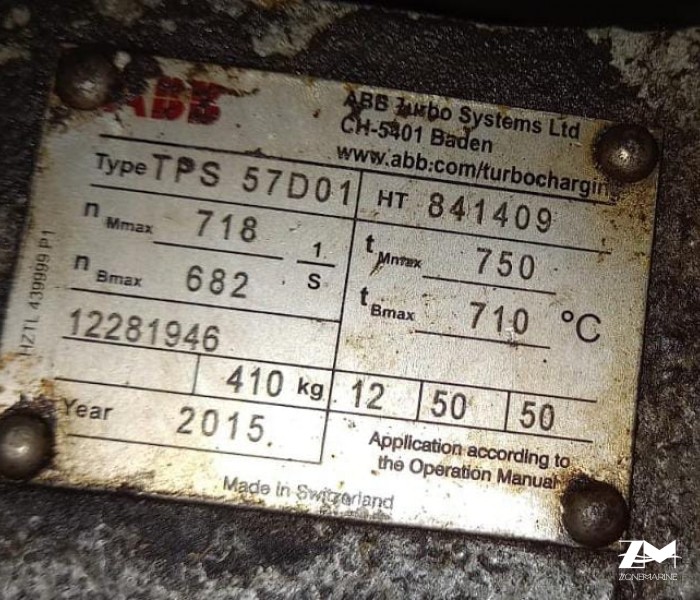 ABB
ABB Turbo Systems Ltd
CH-5401 Baden
www.abb.com/turbocharging
Type TPS 57D01
HT 841409
n Mmax 718
n Bmax 682
1
S
t Mmax 750
t Bmax 710 °C
12281946
410 kg 12 50 50
Year 2015.
Application according to
the Operation Manual
Made in Switzerland
HZTL 439999 P1
ZM
ZIONEMARINE